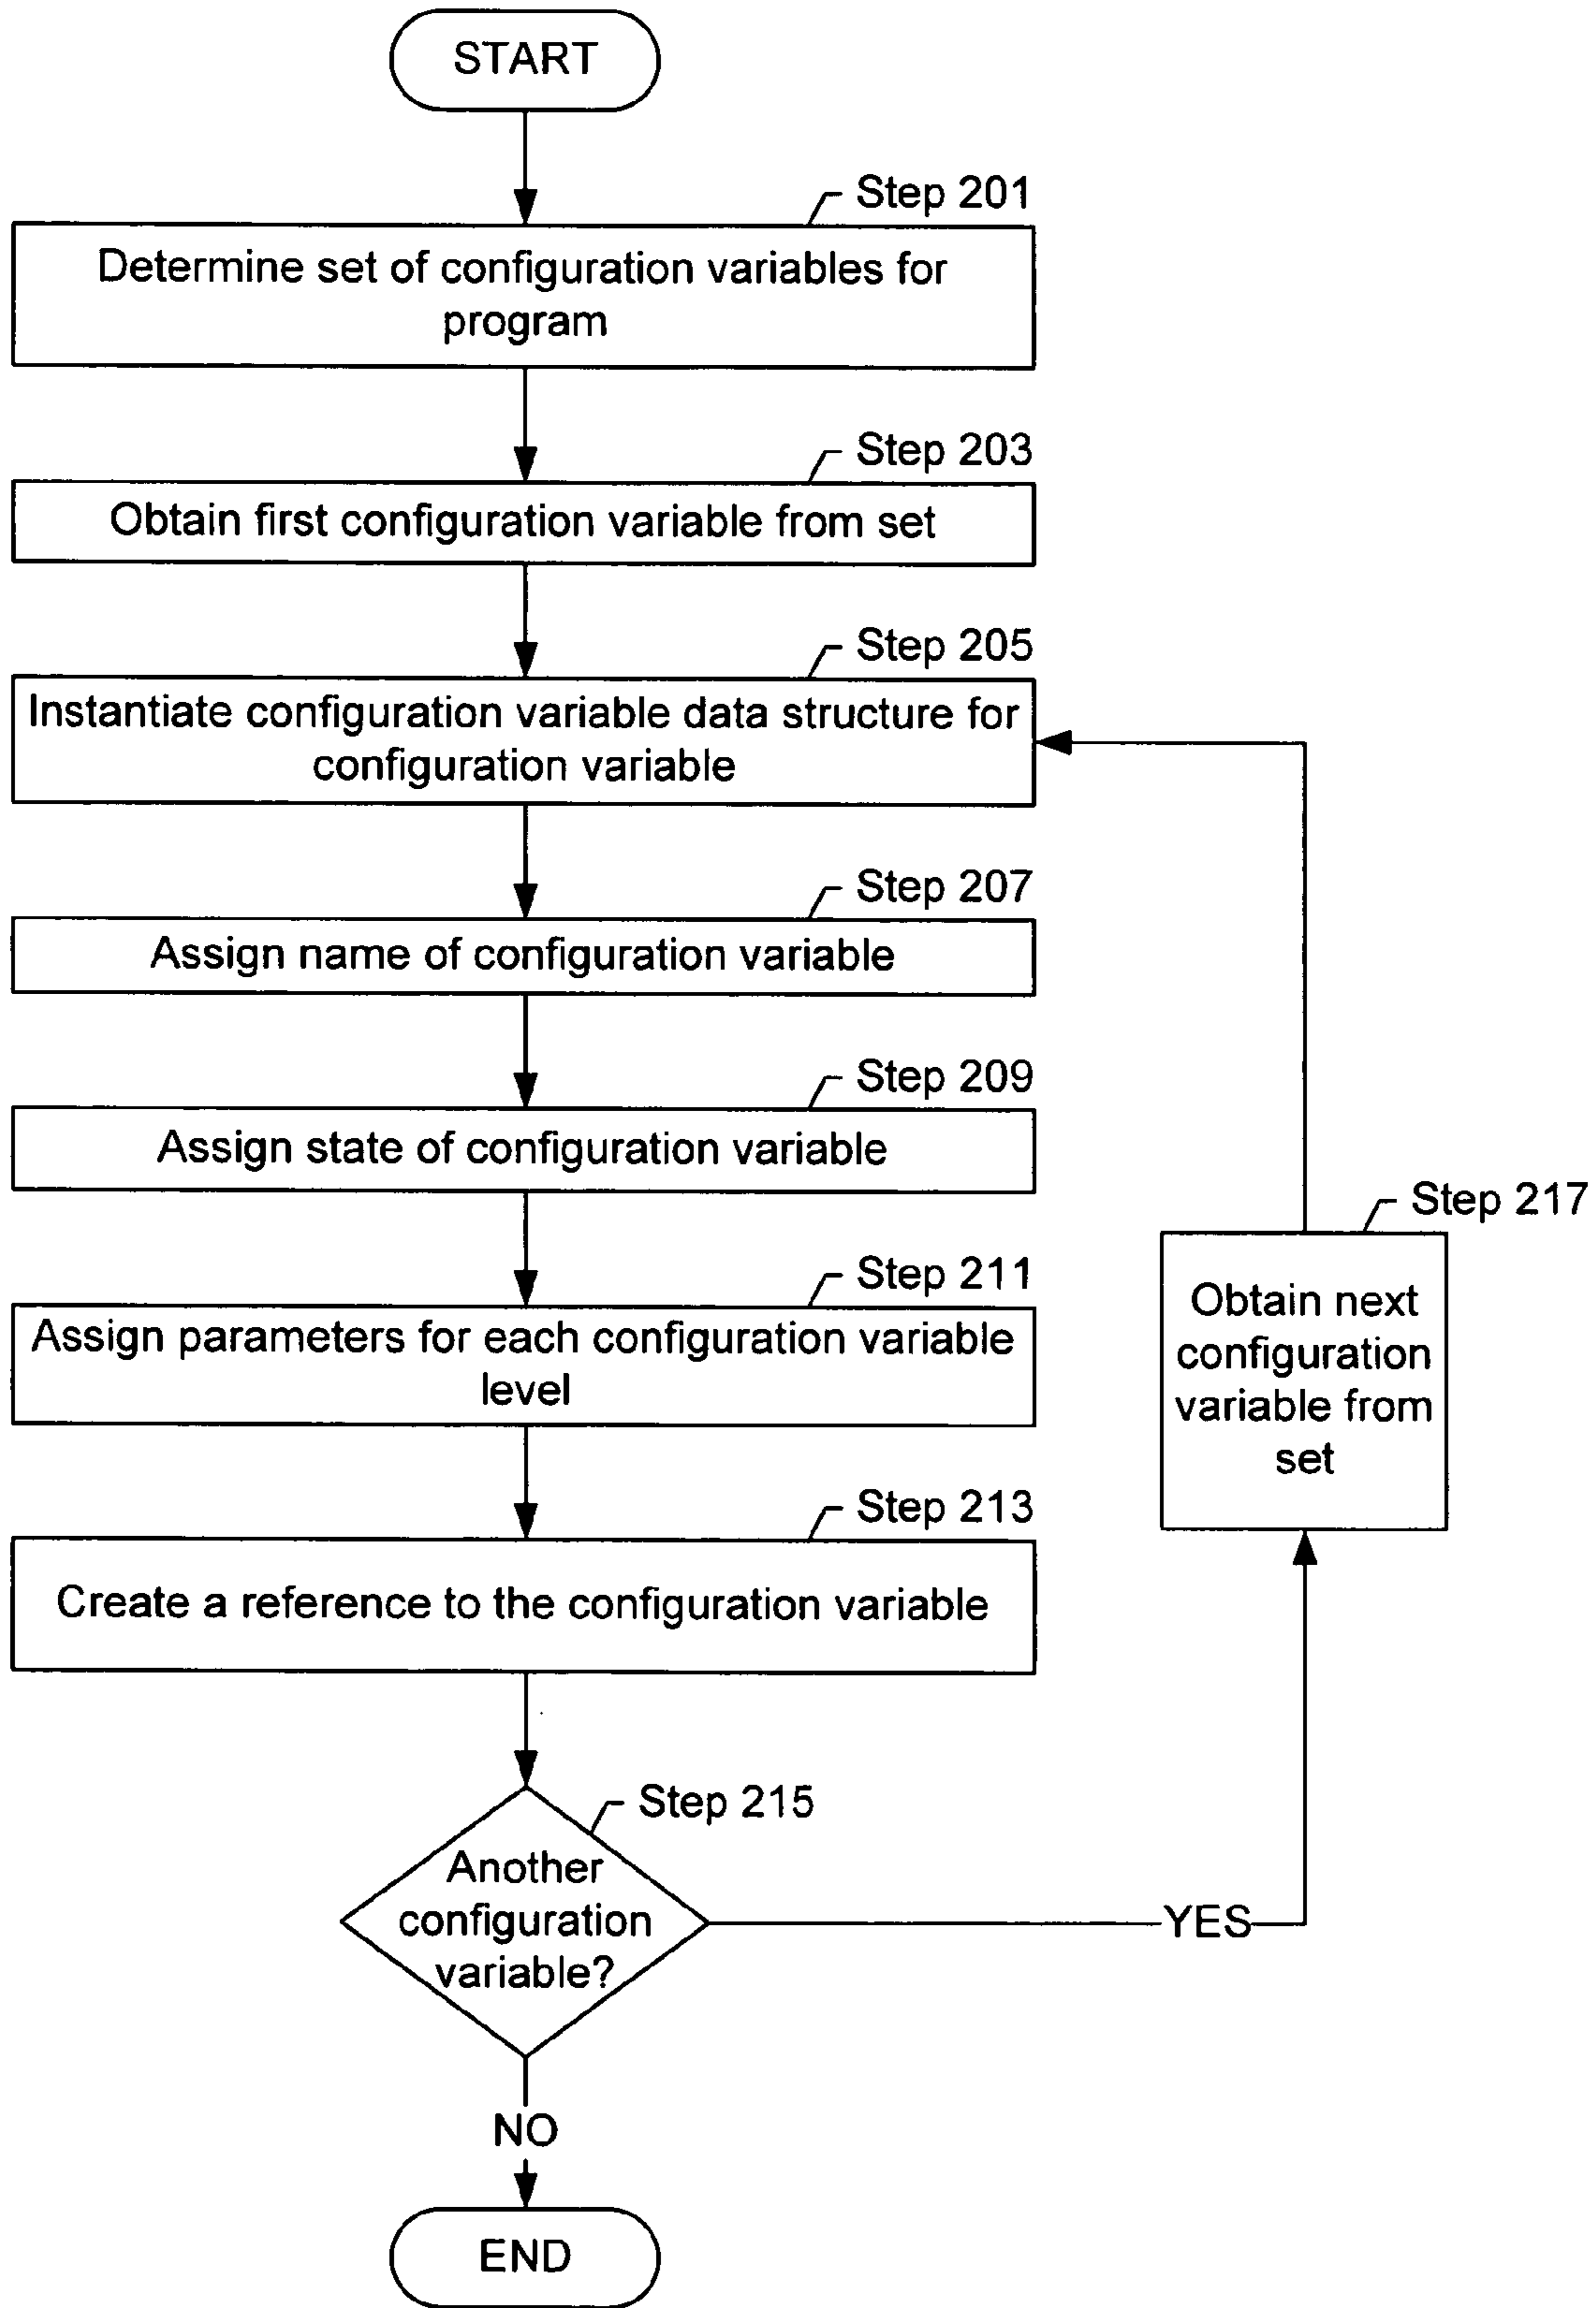 START
Step 201
Determine set of configuration variables for
program
Step 203
Obtain first configuration variable from set
Step 205
Instantiate configuration variable data structure for
configuration variable
Step 207
Assign name of configuration variable
Step 209
Assign state of configuration variable
Step 211
Assign parameters for each configuration variable
level
Step 213
Create a reference to the configuration variable
Step 215
Another
configuration
variable?
YES
Step 217
Obtain next
configuration
variable from
set
NO
END